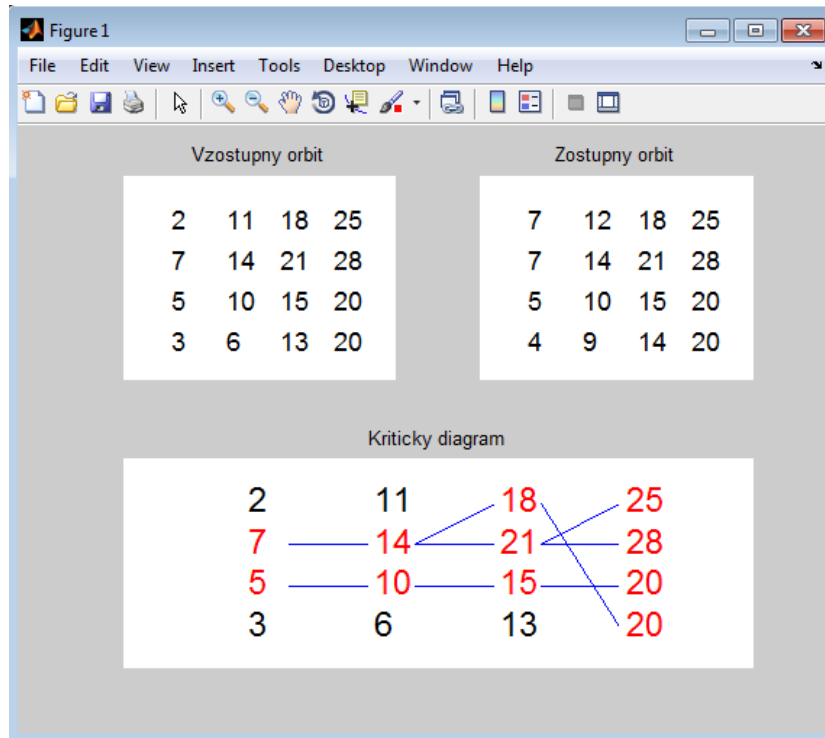 Figure 1
File Edit View Insert Tools Desktop Window Help
Vzostupny orbit
2 11 18 25
7 14 21 28
5 10 15 20
3 6 13 20
Zostupny orbit
7 12 18 25
7 14 21 28
5 10 15 20
4 9 14 20
Kriticky diagram
2 11 18 25
7 14 21 28
5 10 15 20
3 6 13 20